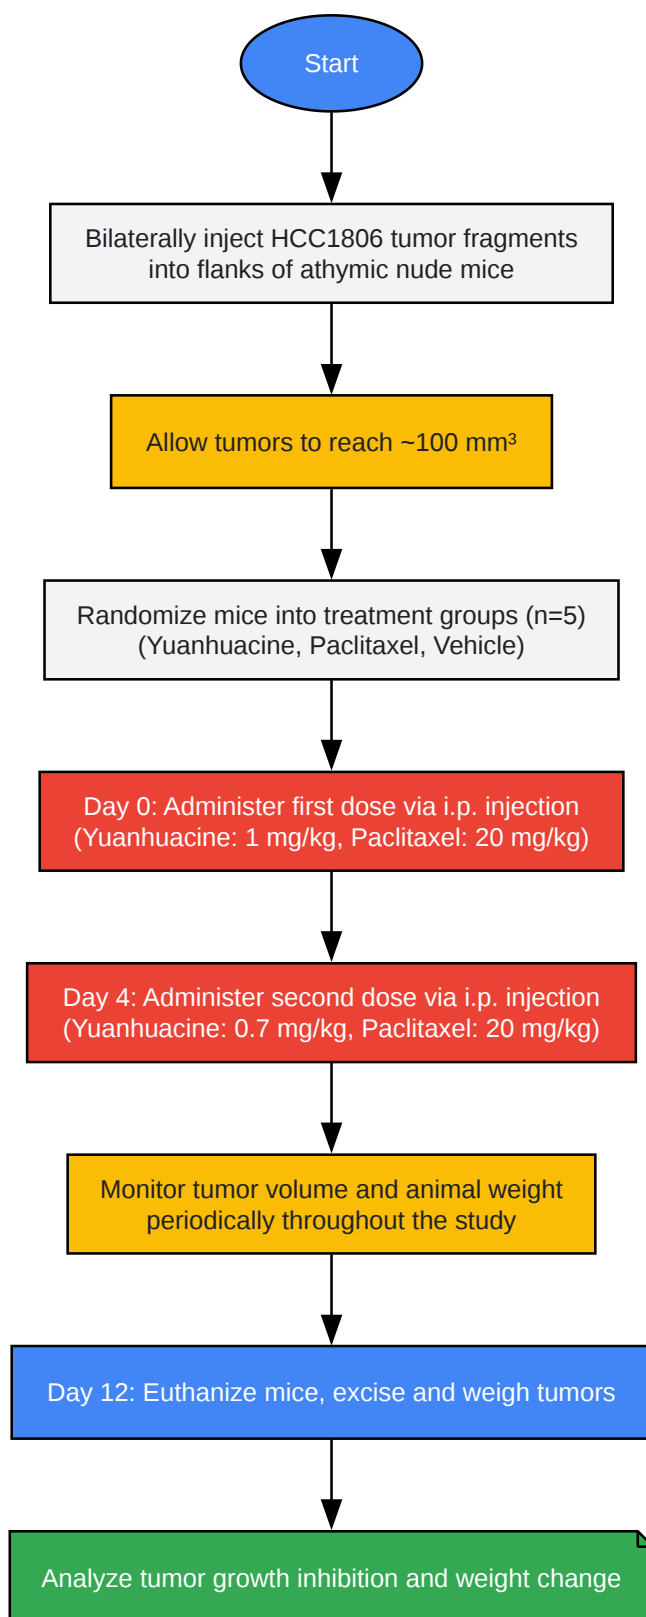 Start
Bilaterally inject HCC1806 tumor fragments
into flanks of athymic nude mice
Allow tumors to reach ~100 mm³
Randomize mice into treatment groups (n=5)
(Yuanhuacine, Paclitaxel, Vehicle)
Day 0: Administer first dose via i.p. injection
(Yuanhuacine: 1 mg/kg, Paclitaxel: 20 mg/kg)
Day 4: Administer second dose via i.p. injection
(Yuanhuacine: 0.7 mg/kg, Paclitaxel: 20 mg/kg)
Monitor tumor volume and animal weight
periodically throughout the study
Day 12: Euthanize mice, excise and weigh tumors
Analyze tumor growth inhibition and weight change